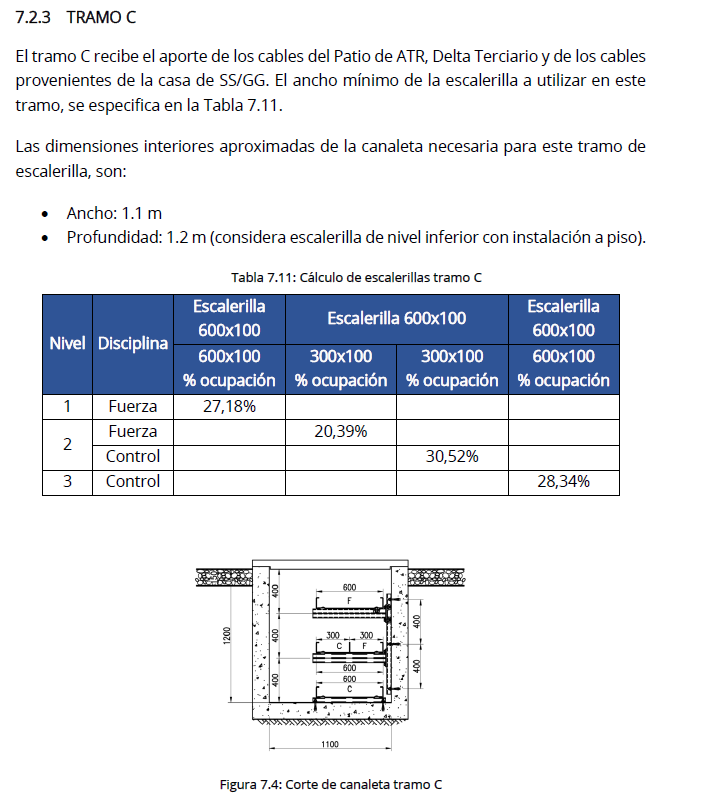 7.2.3 TRAMO C
El tramo C recibe el aporte de los cables del Patio de ATR, Delta Terciario y de los cables
provenientes de la casa de SS/GG. El ancho mínimo de la escalerilla a utilizar en este
tramo, se especifica en la Tabla 7.11.
Las dimensiones interiores aproximadas de la canaleta necesaria para este tramo de
escalerilla, son:
• Ancho: 1.1 m
• Profundidad: 1.2 m (considera escalerilla de nivel inferior con instalación a piso).
Tabla 7.11: Cálculo de escalerillas tramo C
Nivel Disciplina Escalerilla 600x100 Escalerilla 600x100 Escalerilla 600x100
600x100 % ocupación 300x100 % ocupación 300x100 % ocupación 600x100 % ocupación
1 Fuerza 27,18%
2 Fuerza 20,39%
Control 30,52%
3 Control 28,34%
150
400
600
F
1200
400
300 300
C F
400
600
600
400
C
400
1100
Figura 7.4: Corte de canaleta tramo C